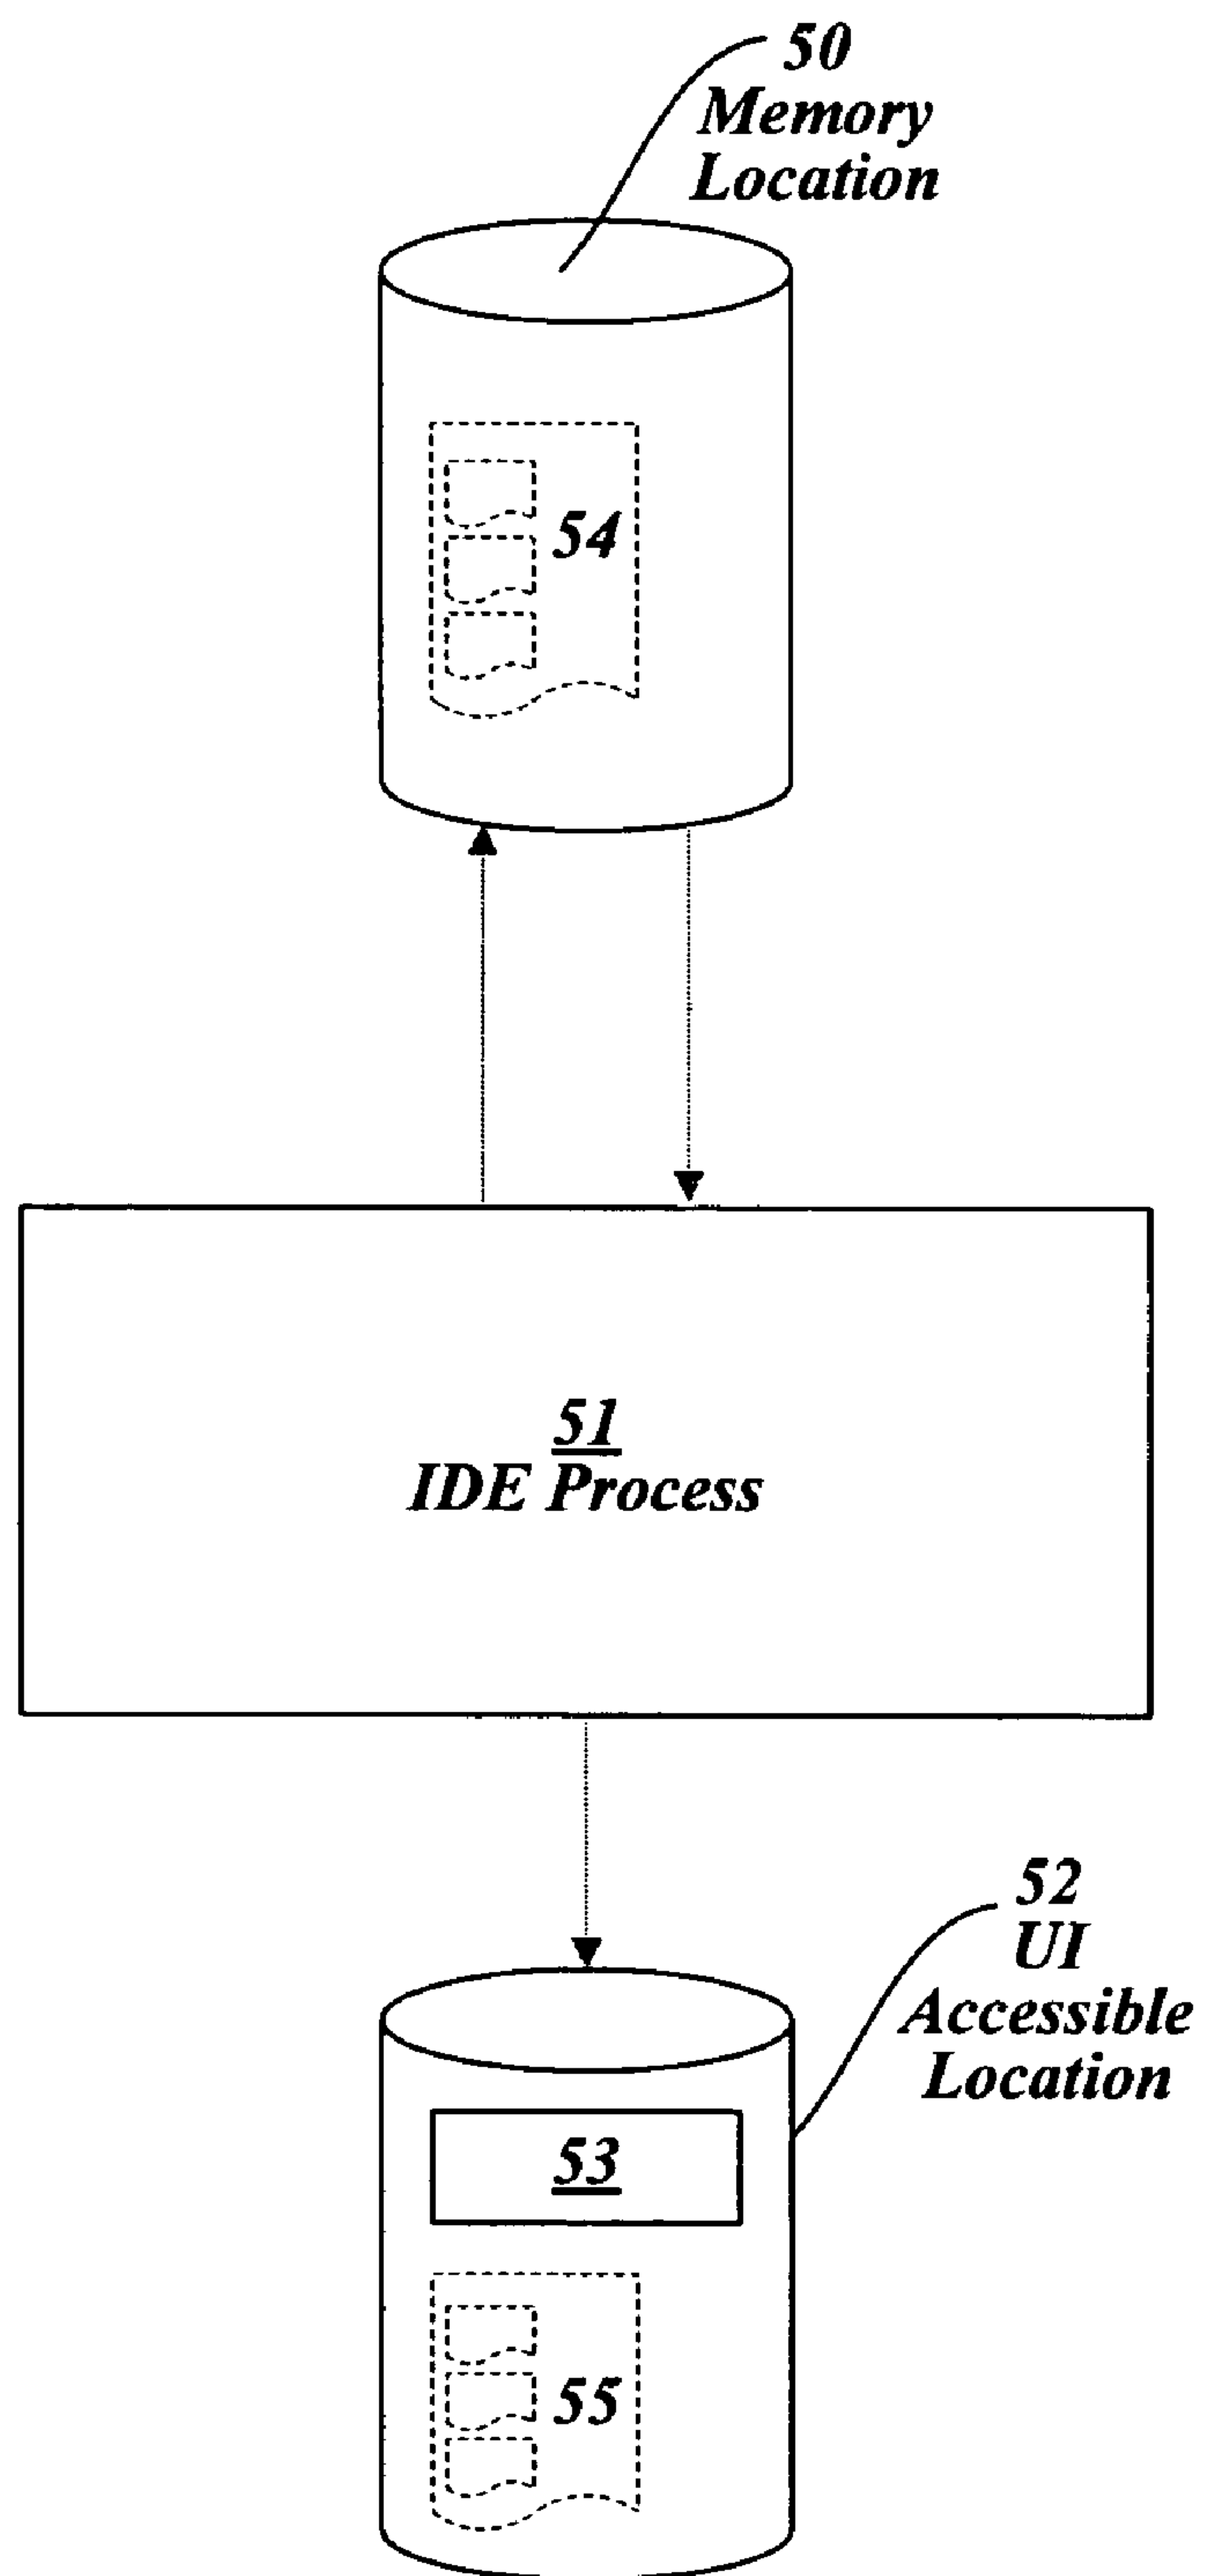 50
Memory
Location
54
51
IDE Process
52
UI
Accessible
Location
53
55